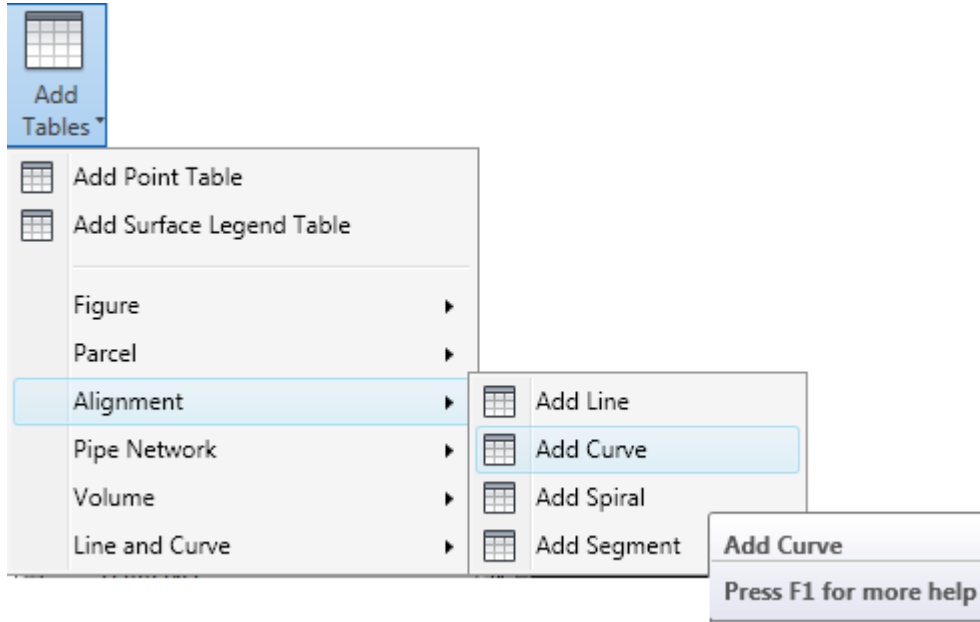 Add
Tables
Add Point Table
Add Surface Legend Table
Figure
Parcel
Alignment
Pipe Network
Volume
Line and Curve
Add Line
Add Curve
Add Spiral
Add Segment
Add Curve
Press F1 for more help